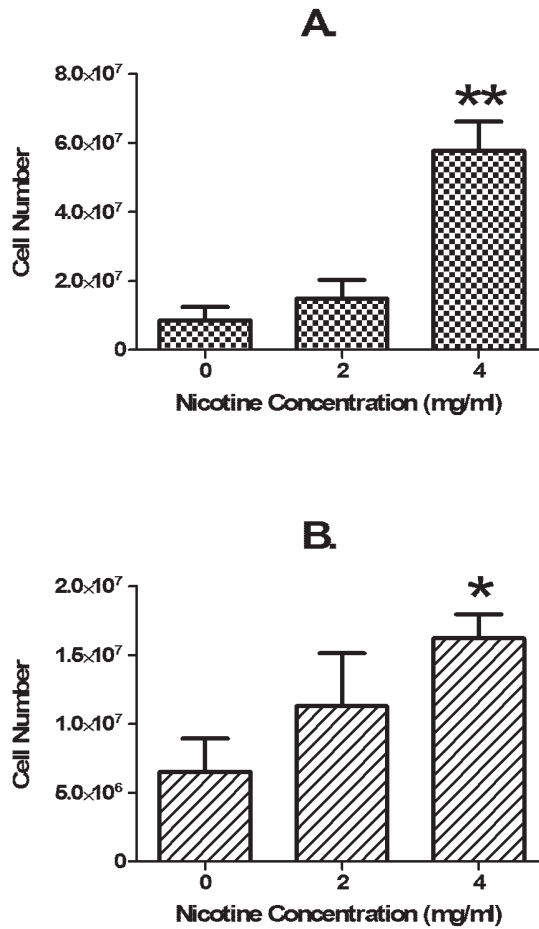 A.
8.0×10⁷
6.0×10⁷
4.0×10⁷
2.0×10⁷
0
Cell Number
**
0 2 4
Nicotine Concentration (mg/ml)
B.
2.0×10⁷
1.5×10⁷
1.0×10⁷
5.0×10⁶
0
Cell Number
*
0 2 4
Nicotine Concentration (mg/ml)